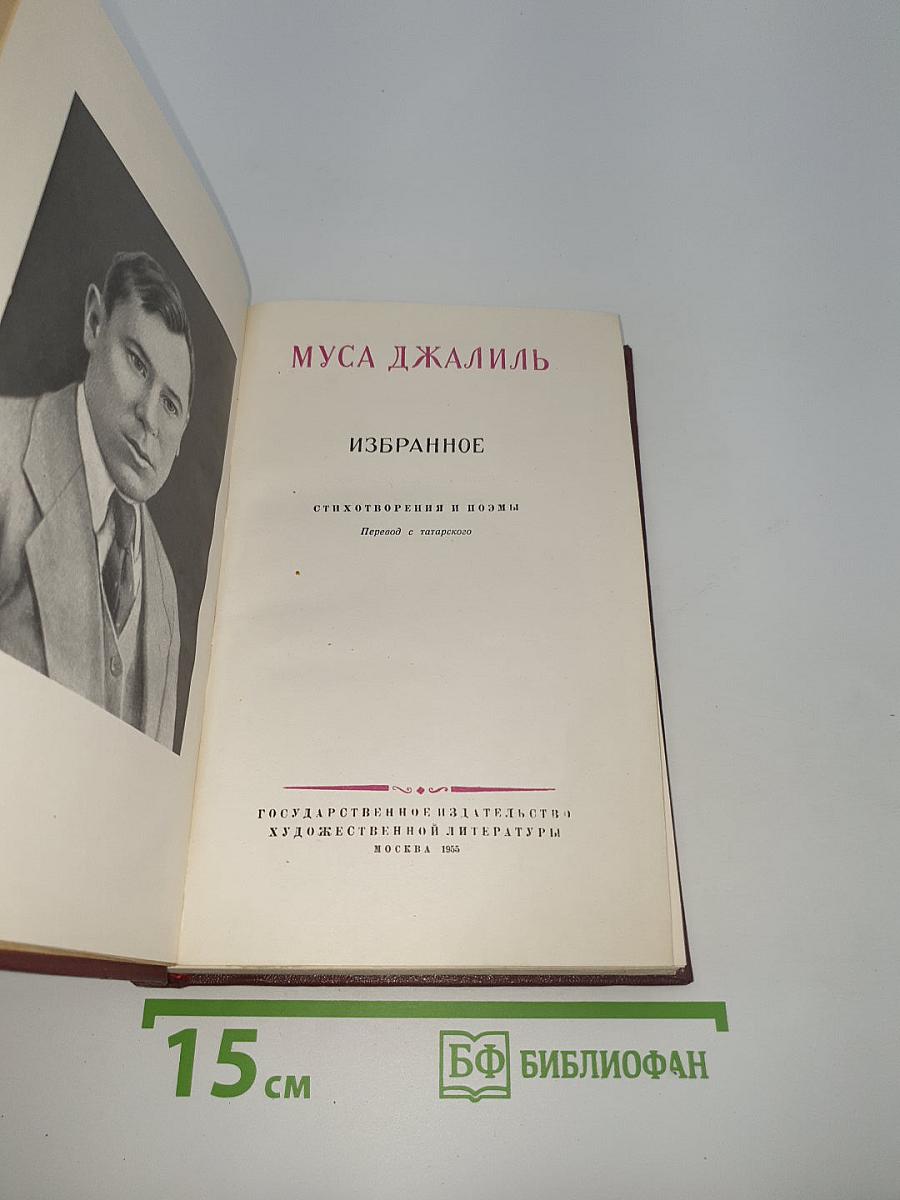 МУСА ДЖАЛИЛЬ
ИЗБРАННОЕ
СТИХОТВОРЕНИЯ И ПОЭМЫ
Перевод с татарского
ГОСУДАРСТВЕННОЕ ИЗДАТЕЛЬСТВО
ХУДОЖЕСТВЕННОЙ ЛИТЕРАТУРЫ
МОСКВА 1955
15 см
БФ БИБЛИОФАН